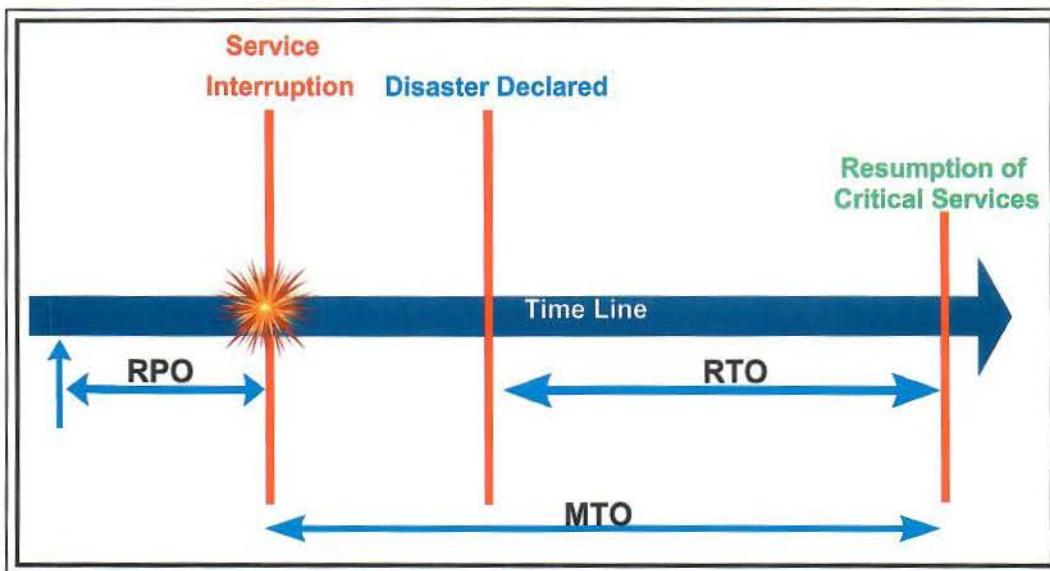 Service
Interruption
Disaster Declared
Resumption of
Critical Services
Time Line
RPO
RTO
MTO